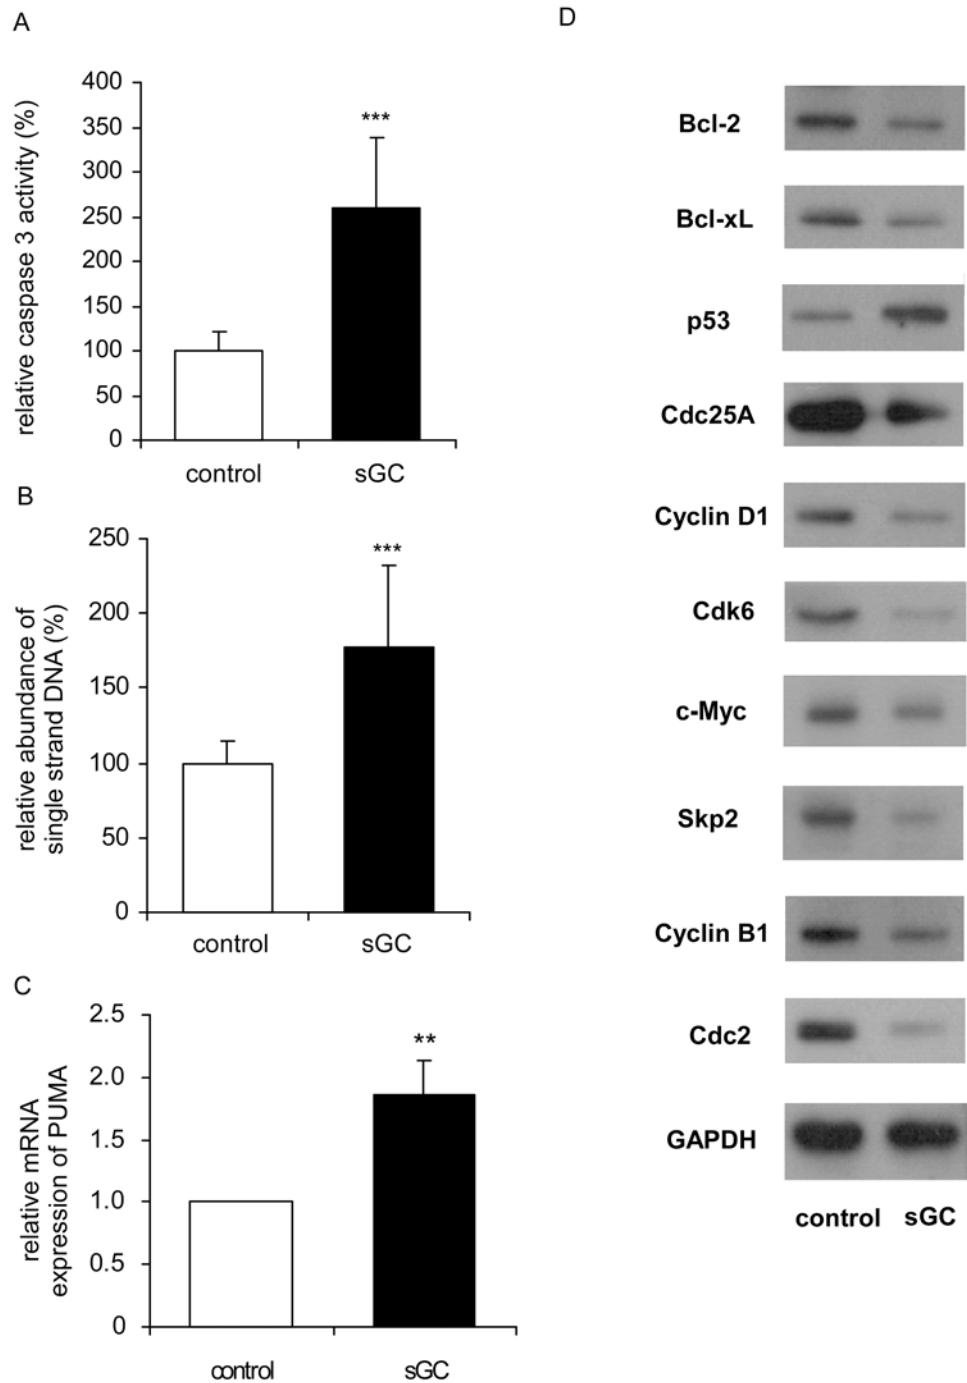 A
relative caspase 3 activity (%)
400
350
300
250
200
150
100
50
0
***
control
sGC
B
relative abundance of
single strand DNA (%)
250
200
150
100
50
0
***
control
sGC
C
relative mRNA
expression of PUMA
2.5
2.0
1.5
1.0
0.5
0
**
control
sGC
D
Bcl-2
Bcl-xL
p53
Cdc25A
Cyclin D1
Cdk6
c-Myc
Skp2
Cyclin B1
Cdc2
GAPDH
control sGC